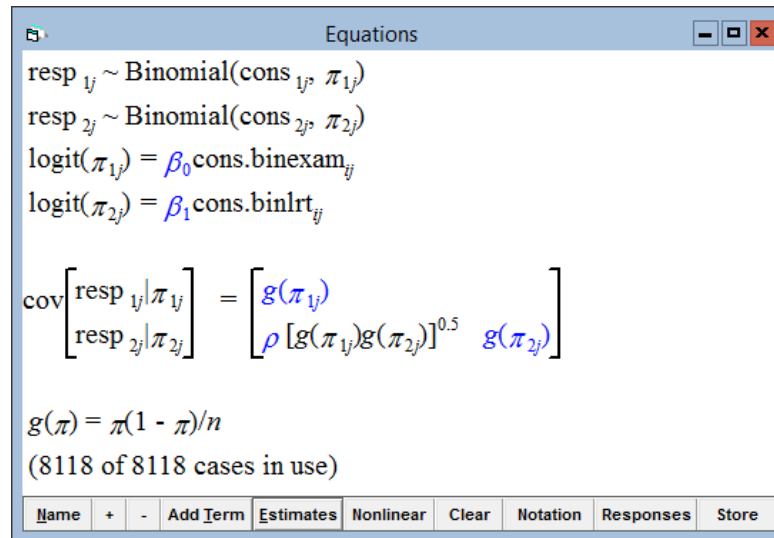 Equations
resp 1j ~ Binomial(cons 1j, π1j)
resp 2j ~ Binomial(cons 2j, π2j)
logit(π1j) = β0cons.binexamij
logit(π2j) = β1cons.binlrtij
cov[resp 1j|π1j = [g(π1j)
resp 2j|π2j] ρ [g(π1j)g(π2j)]0.5 g(π2j)]
g(π) = π(1 - π)/n
(8118 of 8118 cases in use)
Name + - Add Term Estimates Nonlinear Clear Notation Responses Store